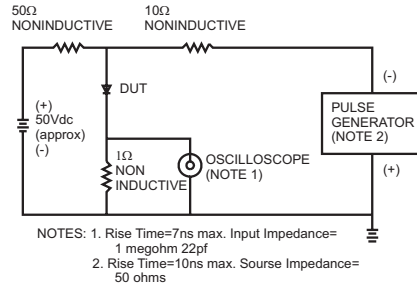 50Ω
NONINDUCTIVE
10Ω
NONINDUCTIVE
DUT
(+)
50Vdc
(approx)
(-)
1Ω
NON
INDUCTIVE
OSCILLOSCOPE
(NOTE 1)
(-)
PULSE
GENERATOR
(NOTE 2)
(+)
NOTES: 1. Rise Time=7ns max. Input Impedance=
1 megohm 22pf
2. Rise Time=10ns max. Sourse Impedance=
50 ohms